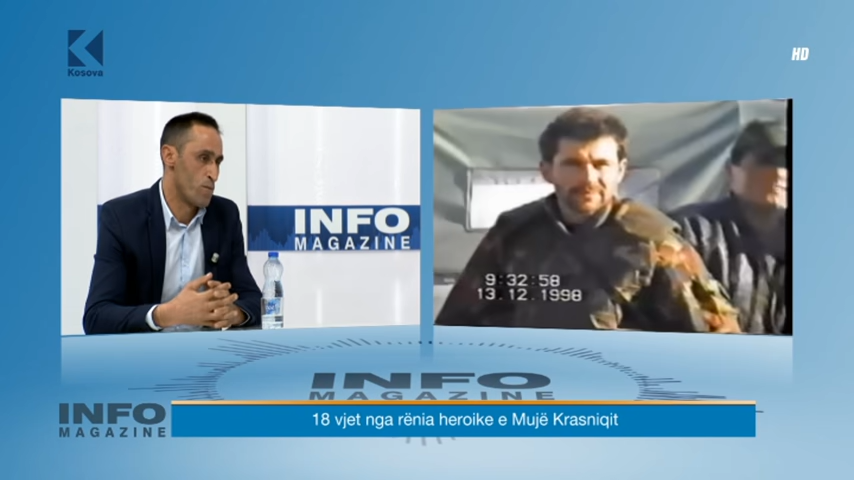 Kosova
HD
INFO
MAGAZINE
9:32:58
13.12.1998
INFO
MAGAZINE
INFO
MAGAZINE
18 vjet nga rënia heroike e Mujë Krasniqit